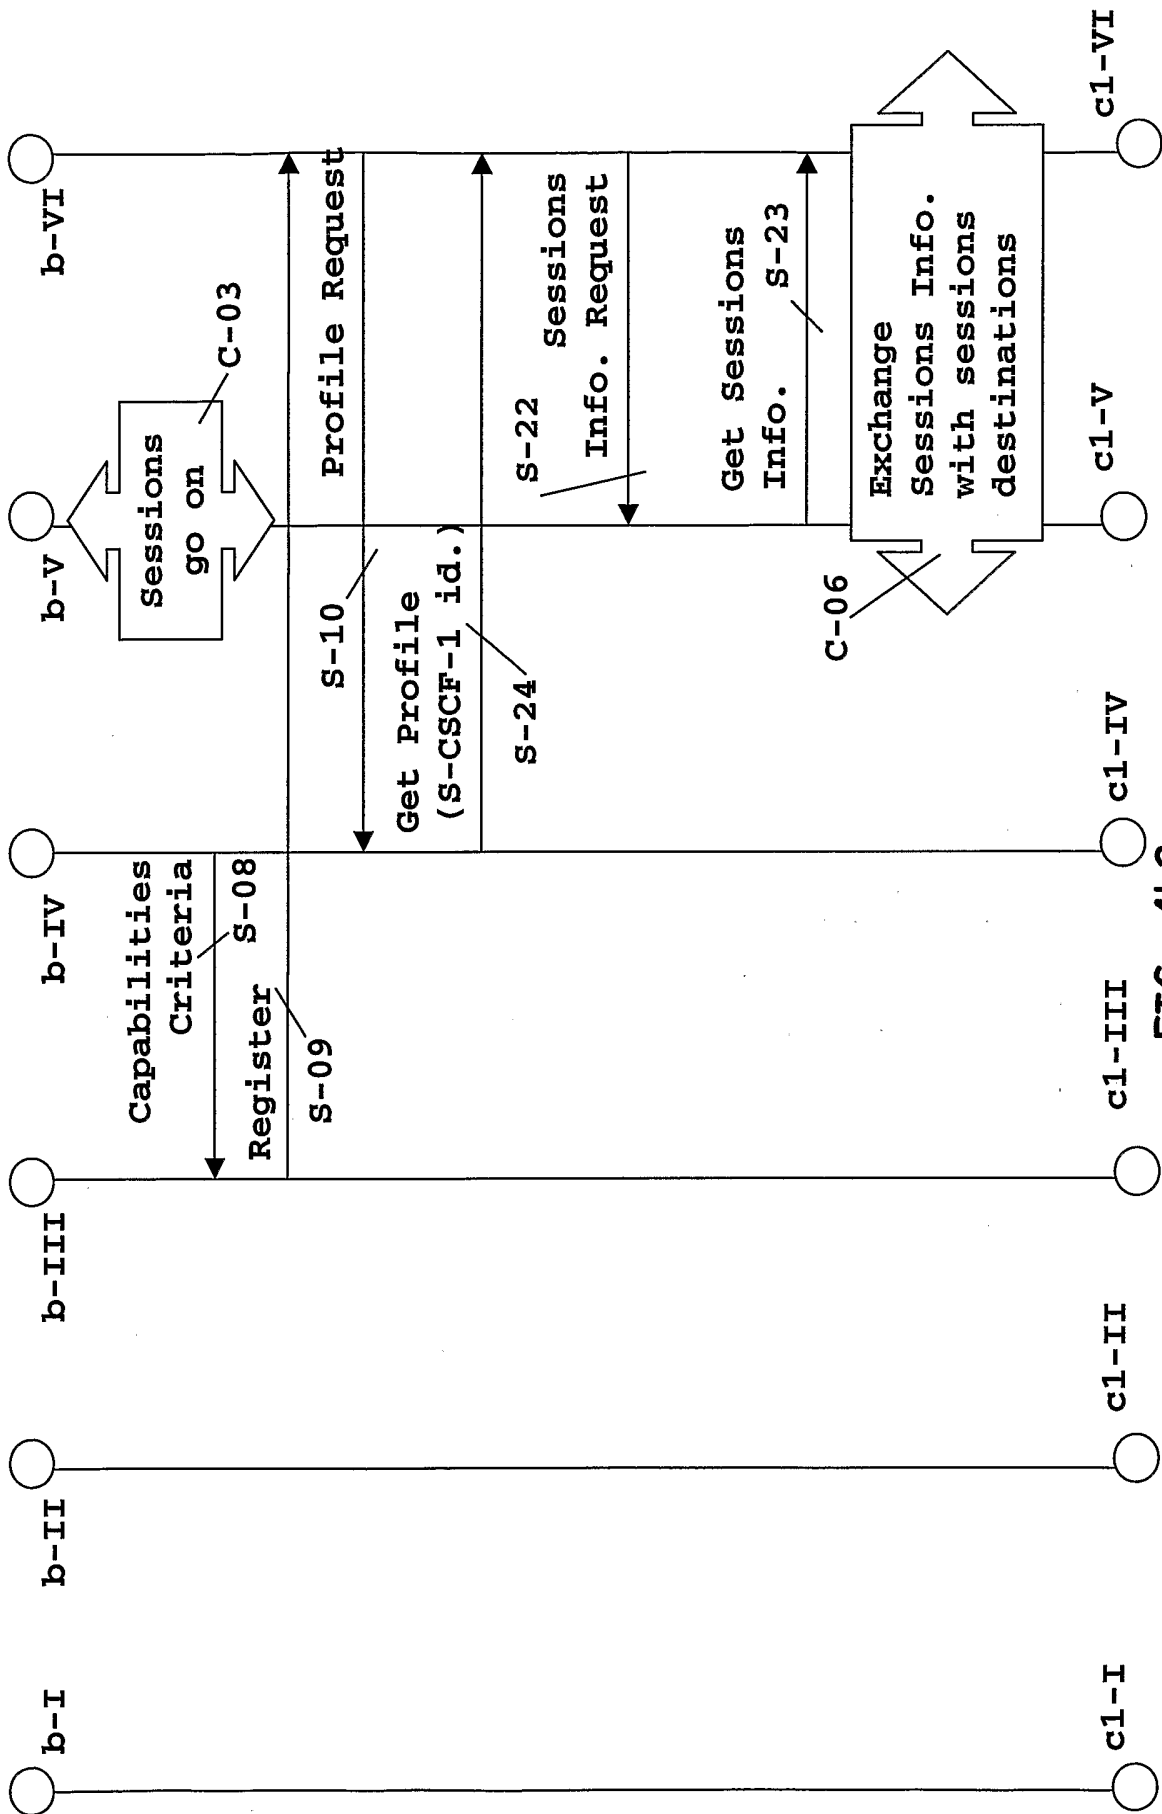 b-I
b-II
b-III
b-IV
b-V
b-VI
Sessions
go on
C-03
Capabilities
Criteria
S-08
Register
S-09
Profile Request
S-10
Get Profile
(S-CSCF-1 id.)
S-24
S-22
Sessions
Info. Request
Get Sessions
Info.
S-23
Exchange
Sessions Info.
with sessions
destinations
C-06
c1-I
c1-II
c1-III
c1-IV
c1-V
c1-VI